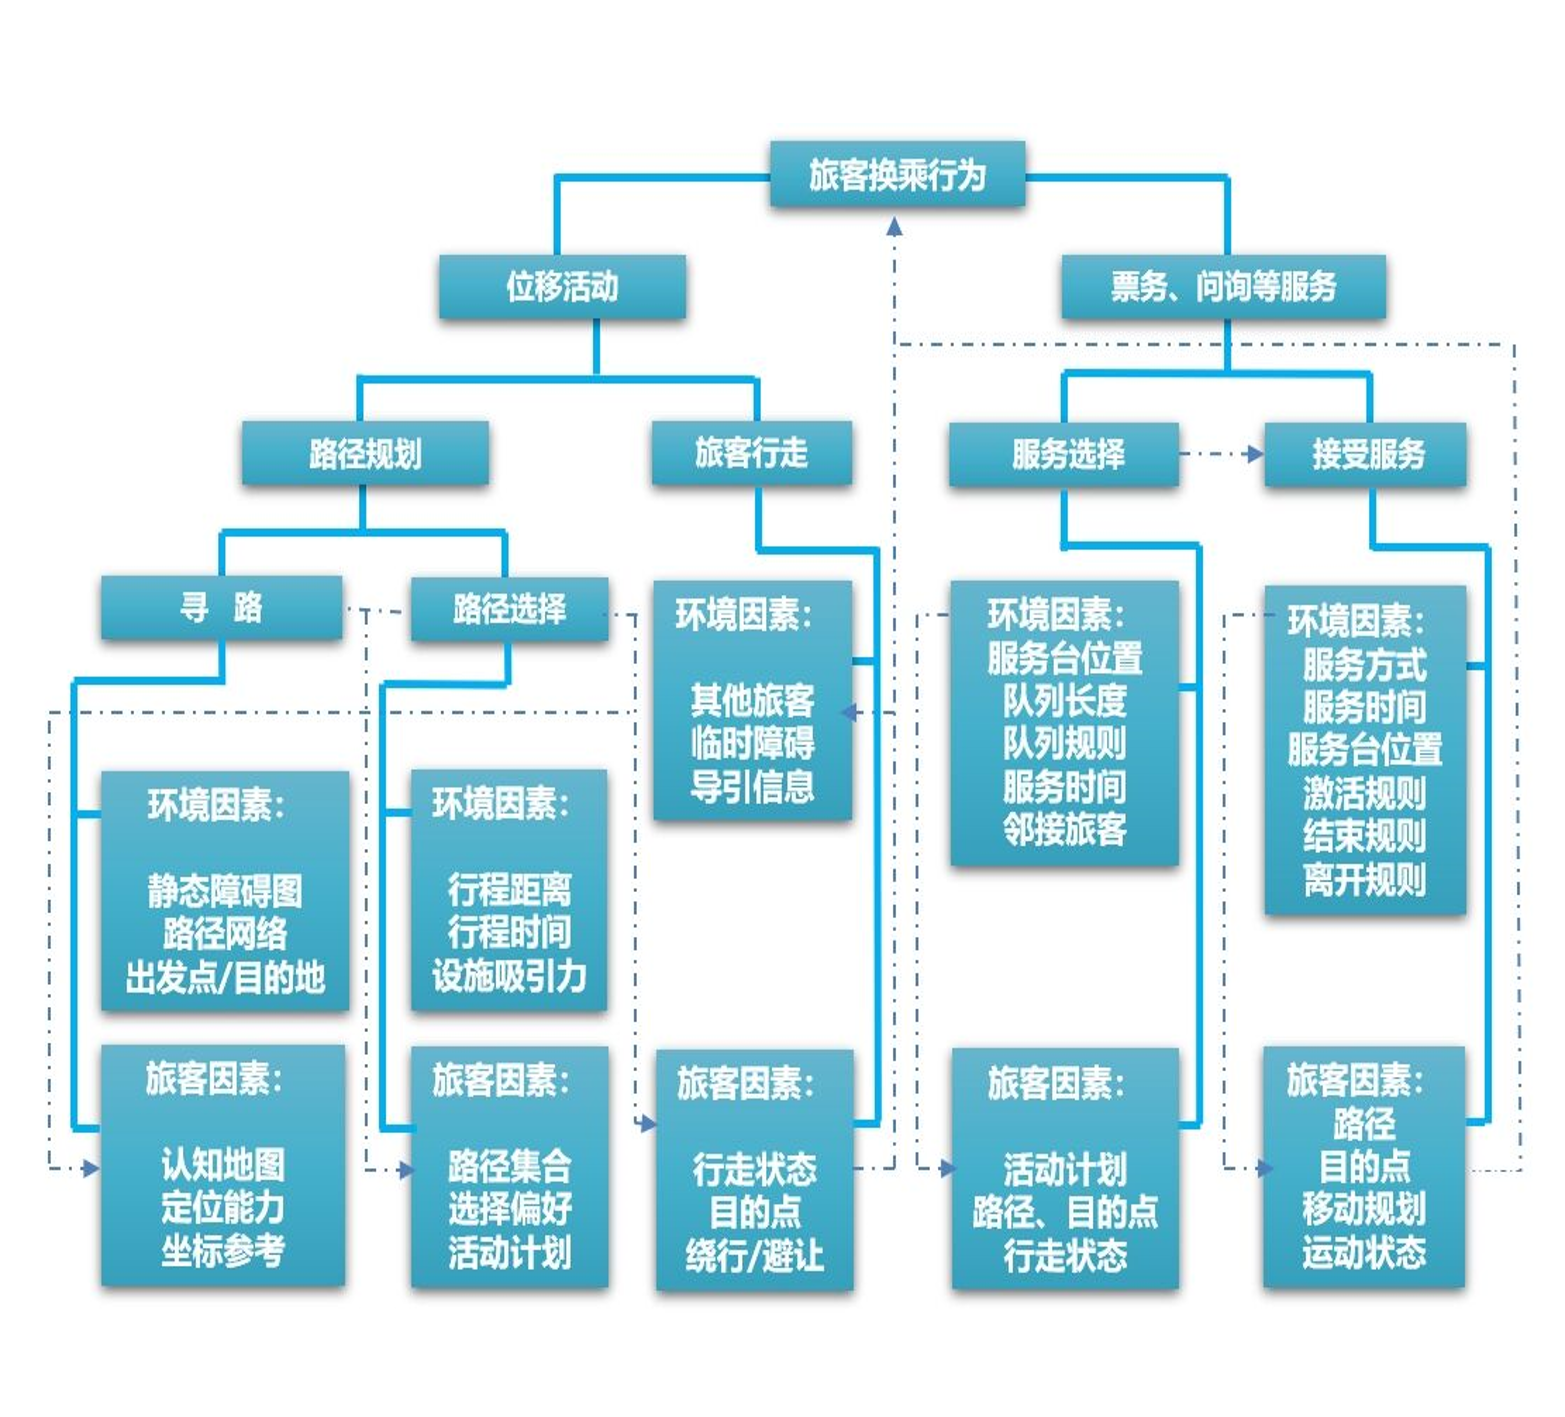 旅客换乘行为
位移活动
票务、问询等服务
路径规划
旅客行走
服务选择
接受服务
寻 路
路径选择
环境因素：
其他旅客
临时障碍
导引信息
环境因素：
服务台位置
队列长度
队列规则
服务时间
邻接旅客
环境因素：
服务方式
服务时间
服务台位置
激活规则
结束规则
离开规则
环境因素：
静态障碍图
路径网络
出发点/目的地
环境因素：
行程距离
行程时间
设施吸引力
旅客因素：
认知地图
定位能力
坐标参考
旅客因素：
路径集合
选择偏好
活动计划
旅客因素：
行走状态
目的点
绕行/避让
旅客因素：
活动计划
路径、目的点
行走状态
旅客因素：
路径
目的点
移动规划
运动状态